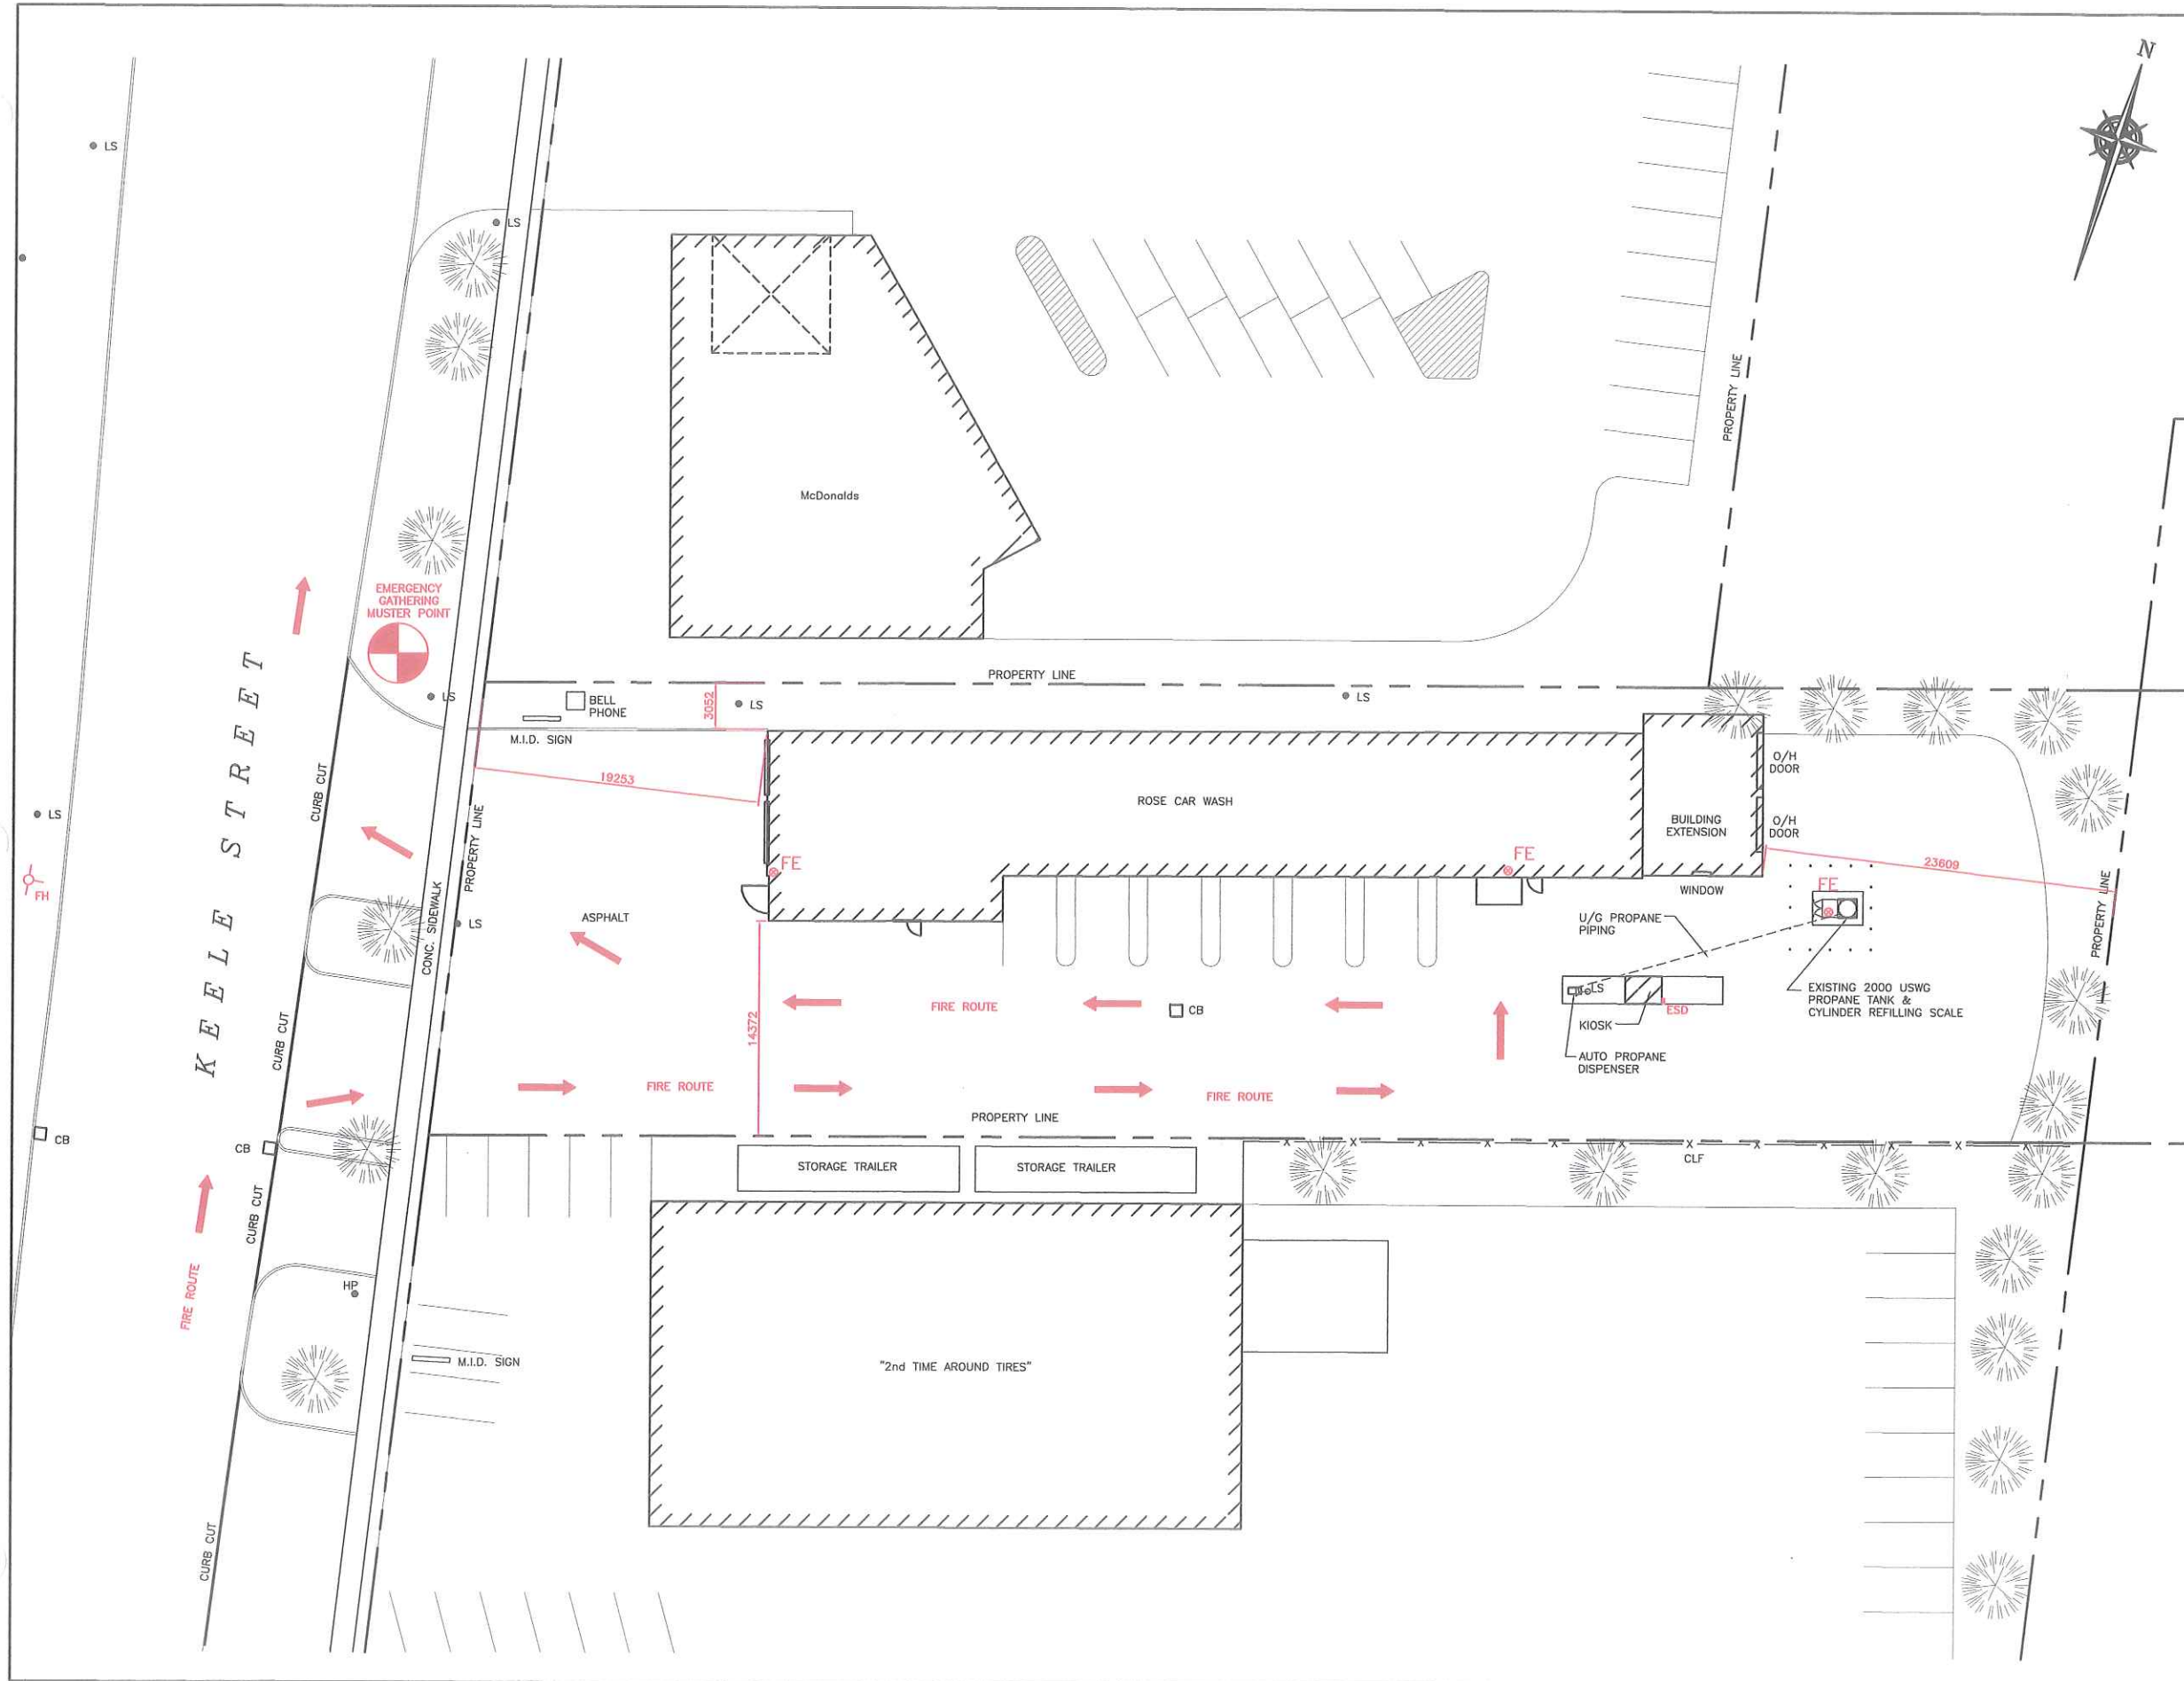 N
LS
LS
PROPERTY LINE
McDonalds
EMERGENCY
GATHERING
MUSTER POINT
KEELE STREET
LS
BELL
PHONE
3052
LS
PROPERTY LINE
LS
M.I.D. SIGN
19253
CURB CUT
PROPERTY LINE
LS
ROSE CAR WASH
BUILDING
EXTENSION
O/H
DOOR
O/H
DOOR
FE
FE
23609
FH
WINDOW
FE
CONC. SIDEWALK
ASPHALT
LS
U/G PROPANE
PIPING
PROPERTY LINE
CURB CUT
14372
FIRE ROUTE
CB
LS
ESD
KIOSK
EXISTING 2000 USWG
PROPANE TANK &
CYLINDER REFILLING SCALE
AUTO PROPANE
DISPENSER
FIRE ROUTE
FIRE ROUTE
PROPERTY LINE
CB
CB
STORAGE TRAILER
STORAGE TRAILER
X X X X X X X X X X X X
CLF
CURB CUT
FIRE ROUTE
HP
M.I.D. SIGN
"2nd TIME AROUND TIRES"
CURB CUT